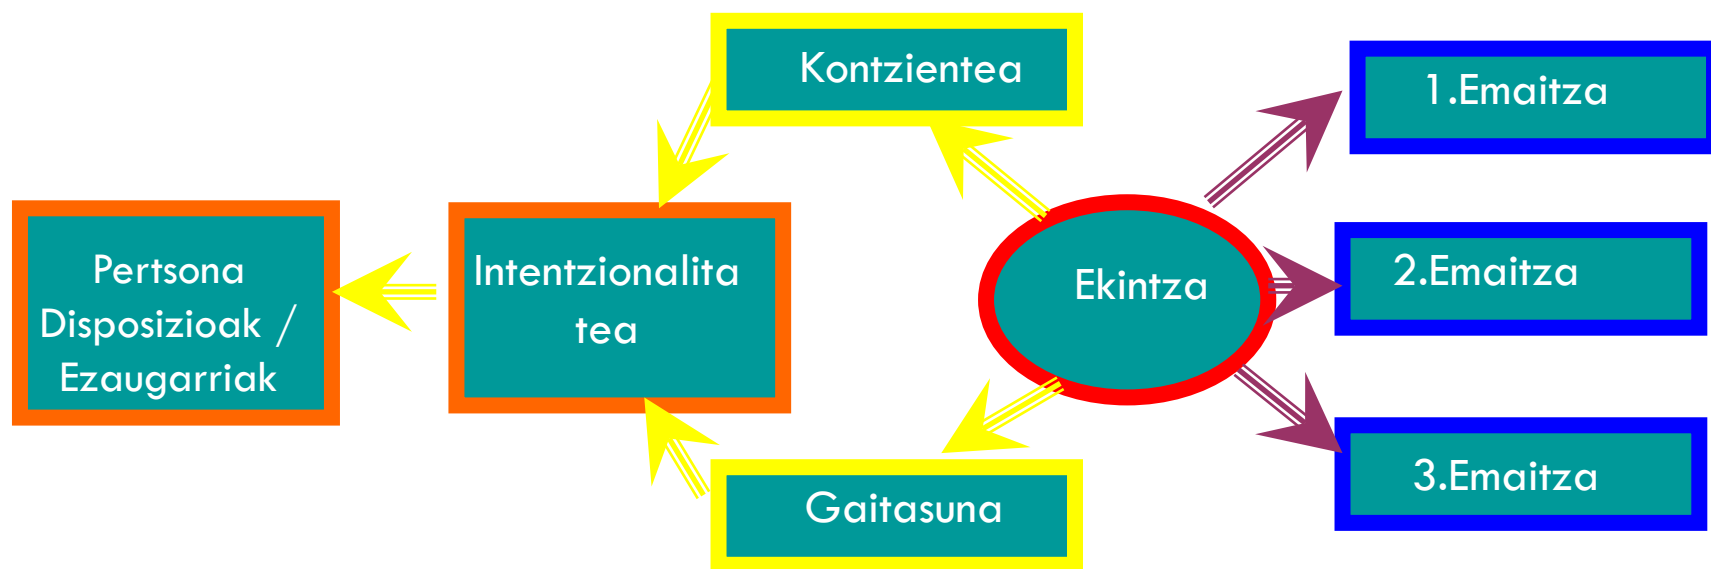 Kontzientea
1.Emaitza
Pertsona
Disposizioak /
Ezaugarriak
Intentzionalita
tea
Ekintza
2.Emaitza
Gaitasuna
3.Emaitza